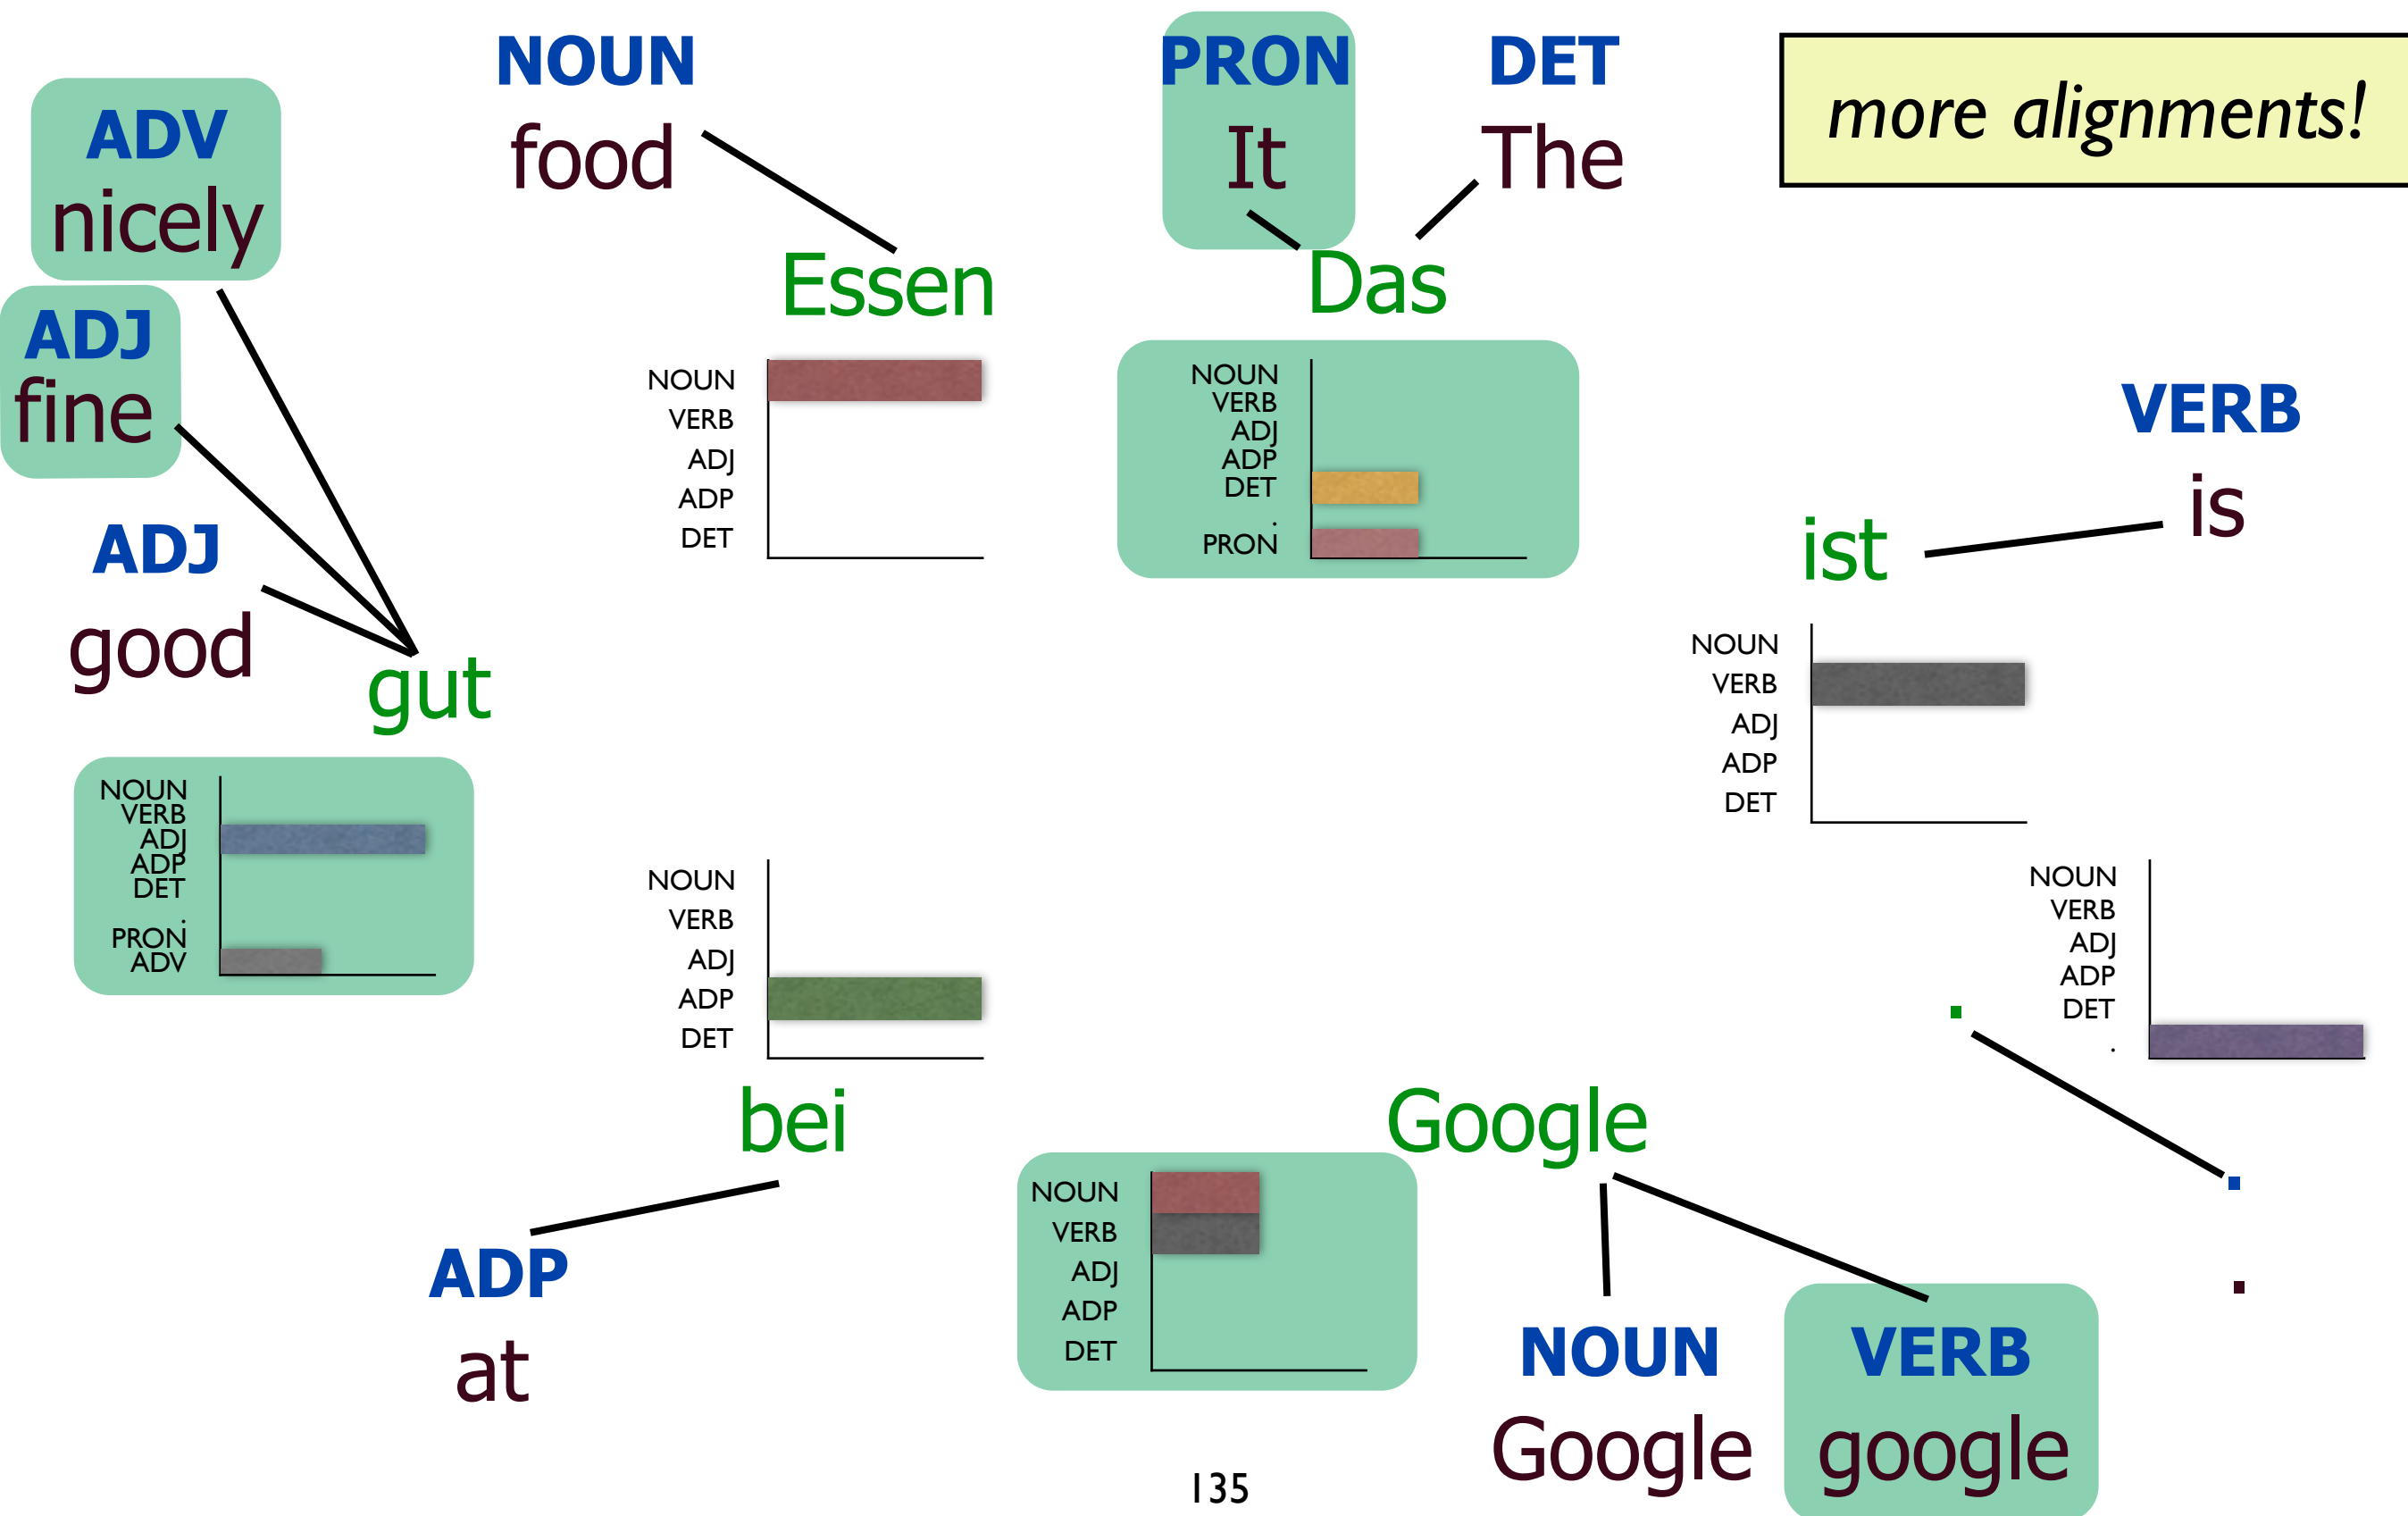 NOUN
food
PRON
It
DET
The
more alignments!
ADV
nicely
ADJ
fine
ADJ
good
Essen
NOUN
VERB
ADJ
ADP
DET
Das
NOUN
VERB
ADJ
ADP
DET
.
PRON
VERB
is
ist
NOUN
VERB
ADJ
ADP
DET
gut
NOUN
VERB
ADJ
ADP
DET
.
PRON
ADV
NOUN
VERB
ADJ
ADP
DET
bei
ADP
at
.
NOUN
VERB
ADJ
ADP
DET
.
.
.
Google
NOUN
VERB
ADJ
ADP
DET
NOUN
Google
VERB
google
135